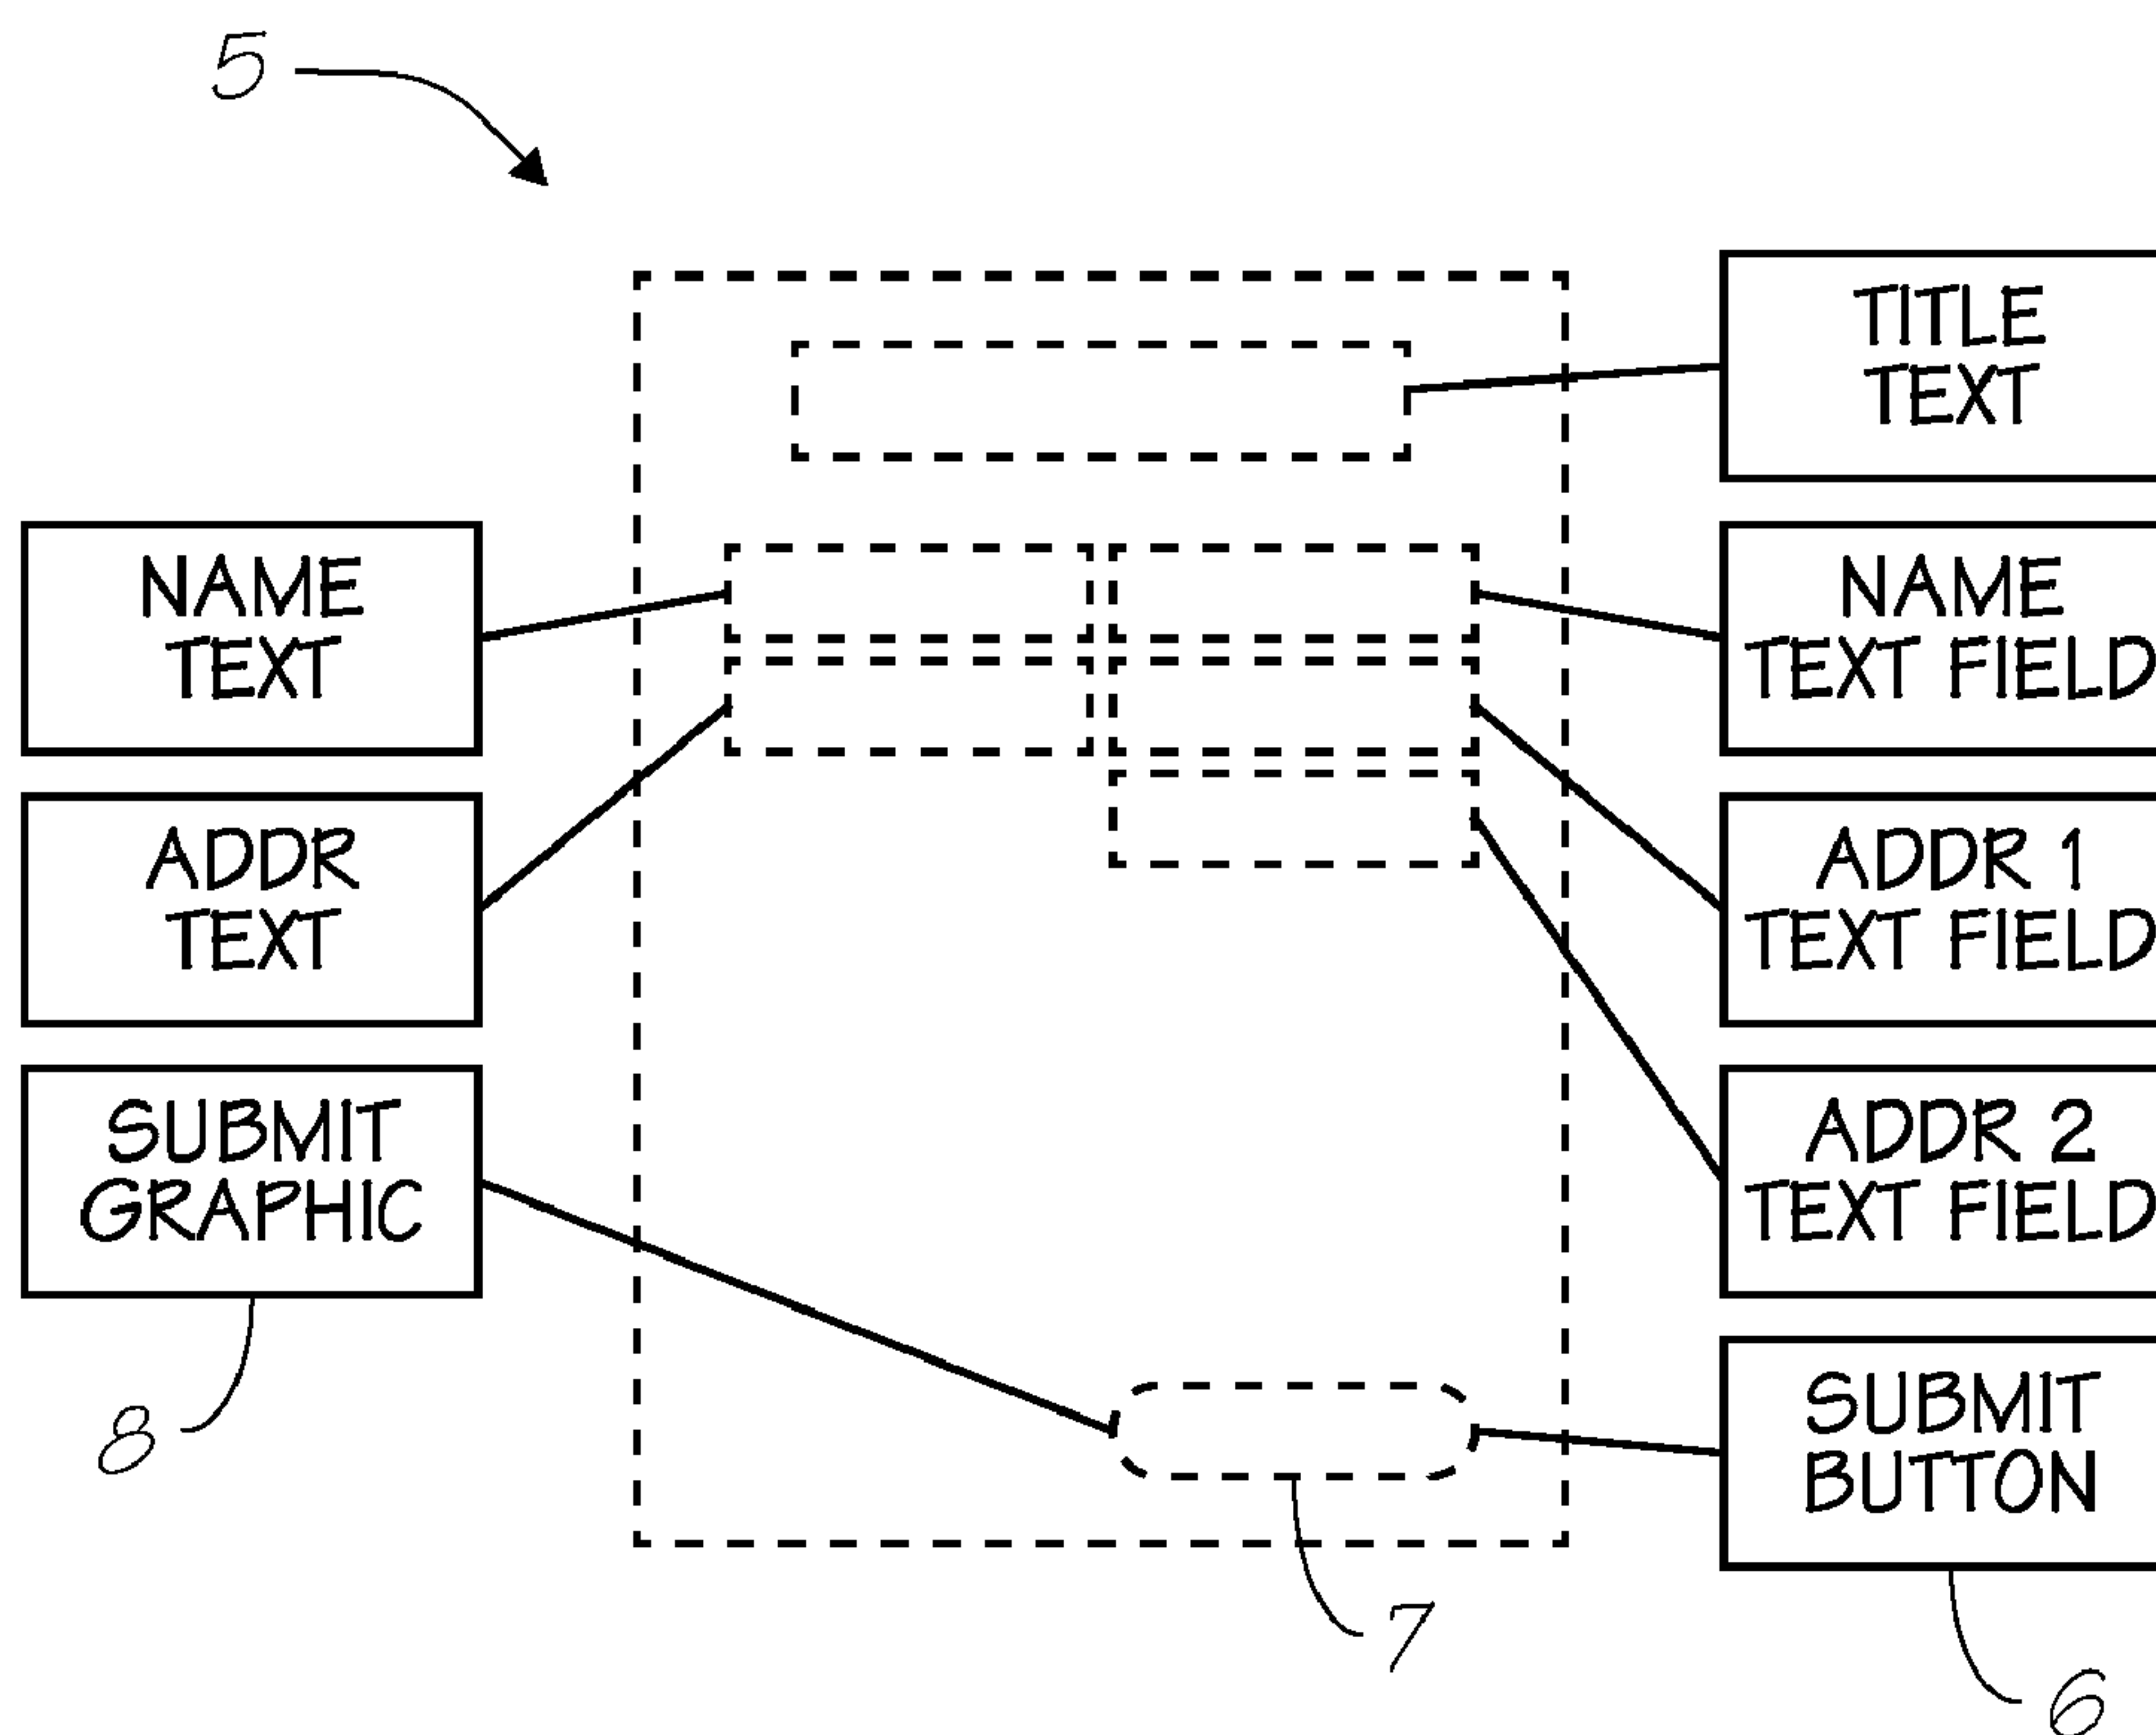 5
TITLE
TEXT
NAME
TEXT
NAME
TEXT FIELD
ADDR
TEXT
ADDR 1
TEXT FIELD
SUBMIT
GRAPHIC
ADDR 2
TEXT FIELD
SUBMIT
BUTTON
8
7
6